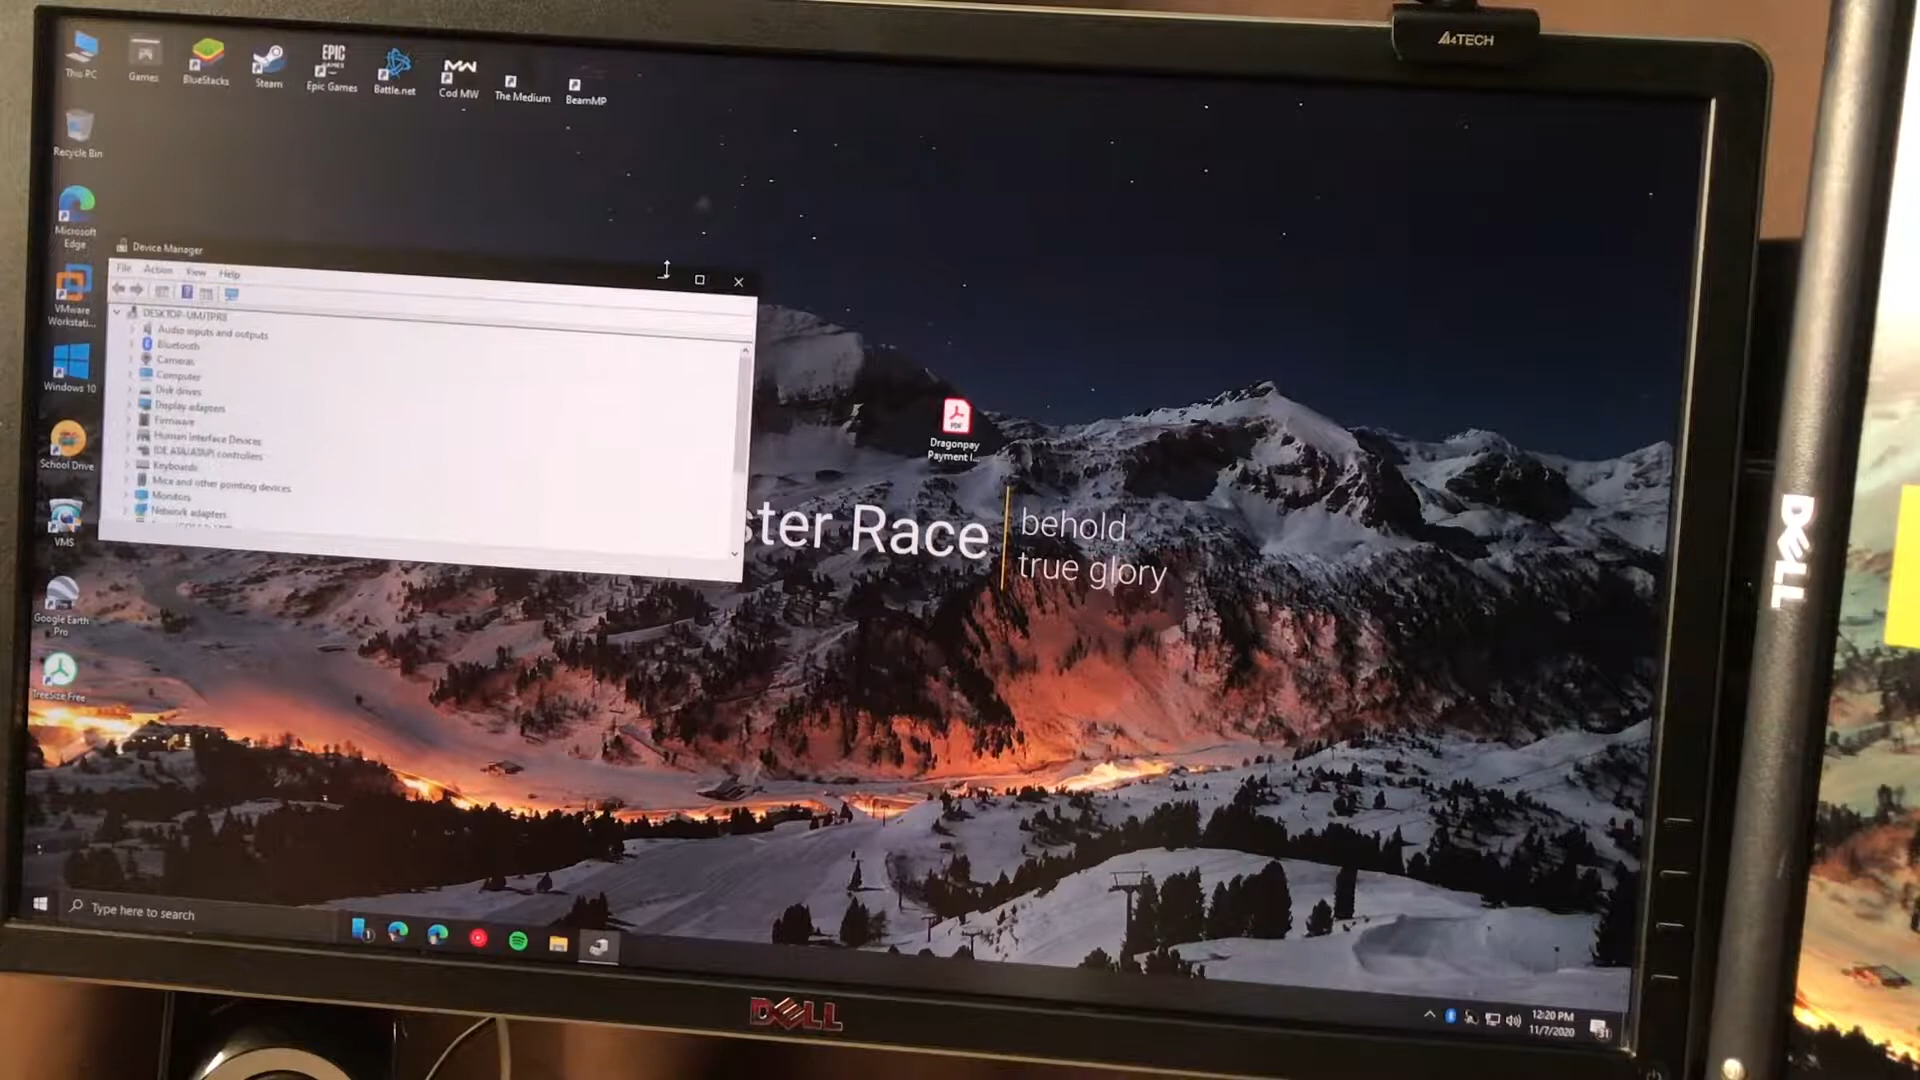 A4TECH
This PC
Games
BlueStacks
Steam
EPIC
GAMES
Epic Games
Battle.net
MW
Cod MW
The Medium
BeamMP
Recycle Bin
Microsoft
Edge
VMware
Workstati...
Windows 10
School Drive
VMS
Google Earth
Pro
TreeSize Free
Device Manager
File Action View Help
Audio inputs and outputs
Bluetooth
Cameras
Computer
Disk drives
Display adapters
Firmware
Human Interface Devices
IDE ATA/ATAPI controllers
Keyboards
Mice and other pointing devices
Monitors
Network adapters
PDF
Dragonpay
Payment I...
ster Race
behold
true glory
Type here to search
12:20 PM
11/7/2020
31
DELL
DELL